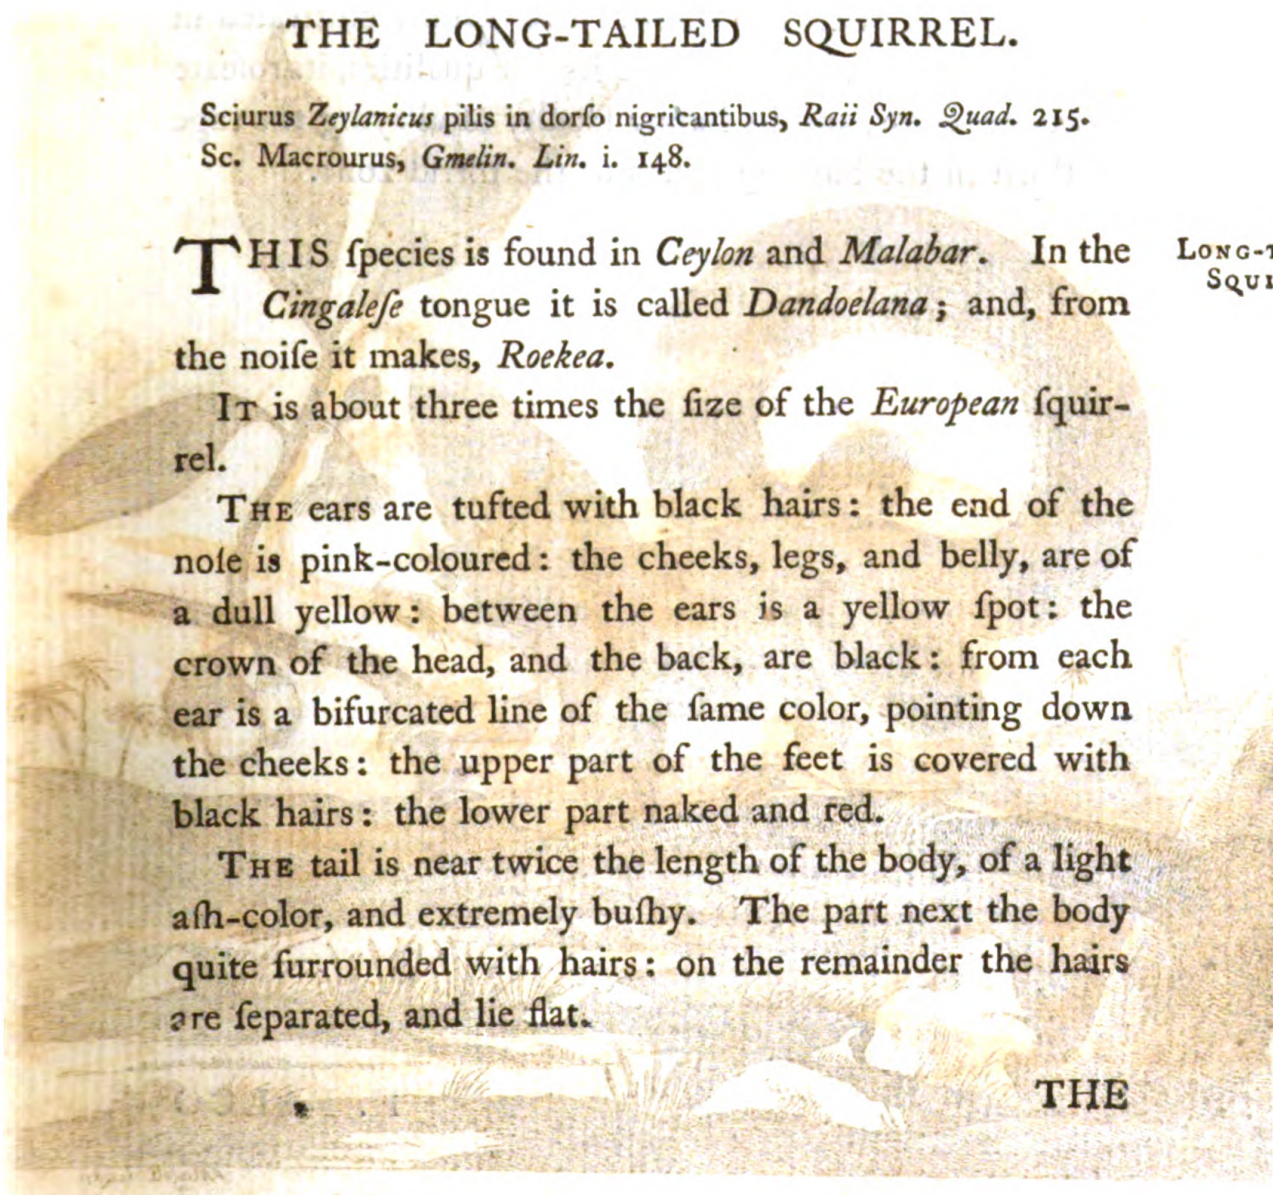 THE LONG-TAILED SQUIRREL.
Sciurus Zeylanicus pilis in dorſo nigricantibus, Raii Syn. Quad. 215.
Sc. Macrourus, Gmelin. Lin. i. 148.
THIS ſpecies is found in Ceylon and Malabar. In the
Cingaleſe tongue it is called Dandoelana; and, from
the noiſe it makes, Roekea.
IT is about three times the ſize of the European ſquir-
rel.
THE ears are tufted with black hairs: the end of the
noſe is pink-coloured: the cheeks, legs, and belly, are of
a dull yellow: between the ears is a yellow ſpot: the
crown of the head, and the back, are black: from each
ear is a bifurcated line of the ſame color, pointing down
the cheeks: the upper part of the feet is covered with
black hairs: the lower part naked and red.
THE tail is near twice the length of the body, of a light
aſh-color, and extremely buſhy. The part next the body
quite ſurrounded with hairs: on the remainder the hairs
are ſeparated, and lie flat.
THE
LONG-
SQUI